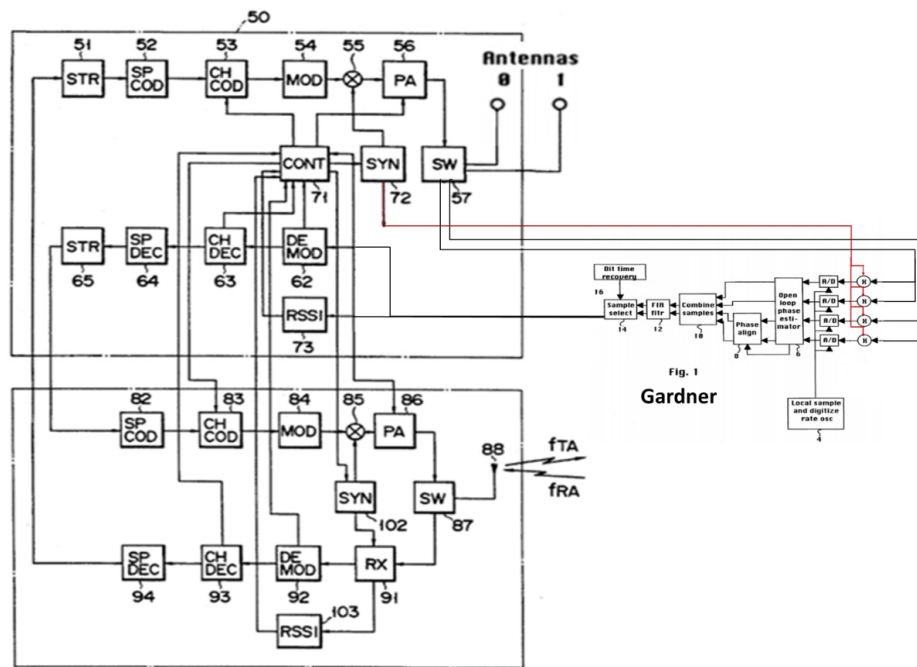 50
51 52 53 54 55 56
STR
SP
COD
CH
COD
MOD
PA
Antennas
0 1
CONT
SYN
SW
71
72
57
STR
SP
DEC
CH
DEC
DE
MOD
65
64
63
62
RSSI
73
Bit time
recovery
16
Sample
select
14
FIR
fltr
12
Combine
samples
10
Phase
align
8
Open
loop
phase
esti-
mator
6
A/D
A/D
A/D
A/D
X
X
X
X
Fig. 1
Gardner
Local sample
and digitize
rate osc
4
82 83 84 85 86
SP
COD
CH
COD
MOD
PA
88
fTA
fRA
SYN
102
SW
87
SP
DEC
CH
DEC
DE
MOD
RX
94
93
92
91
RSSI
103